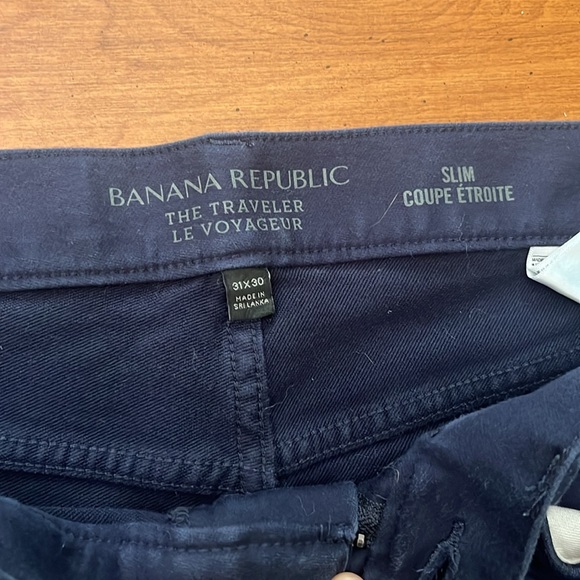 BANANA REPUBLIC
THE TRAVELER
LE VOYAGEUR
SLIM
COUPE ÉTROITE
31X30
MADE IN
SRI LANKA